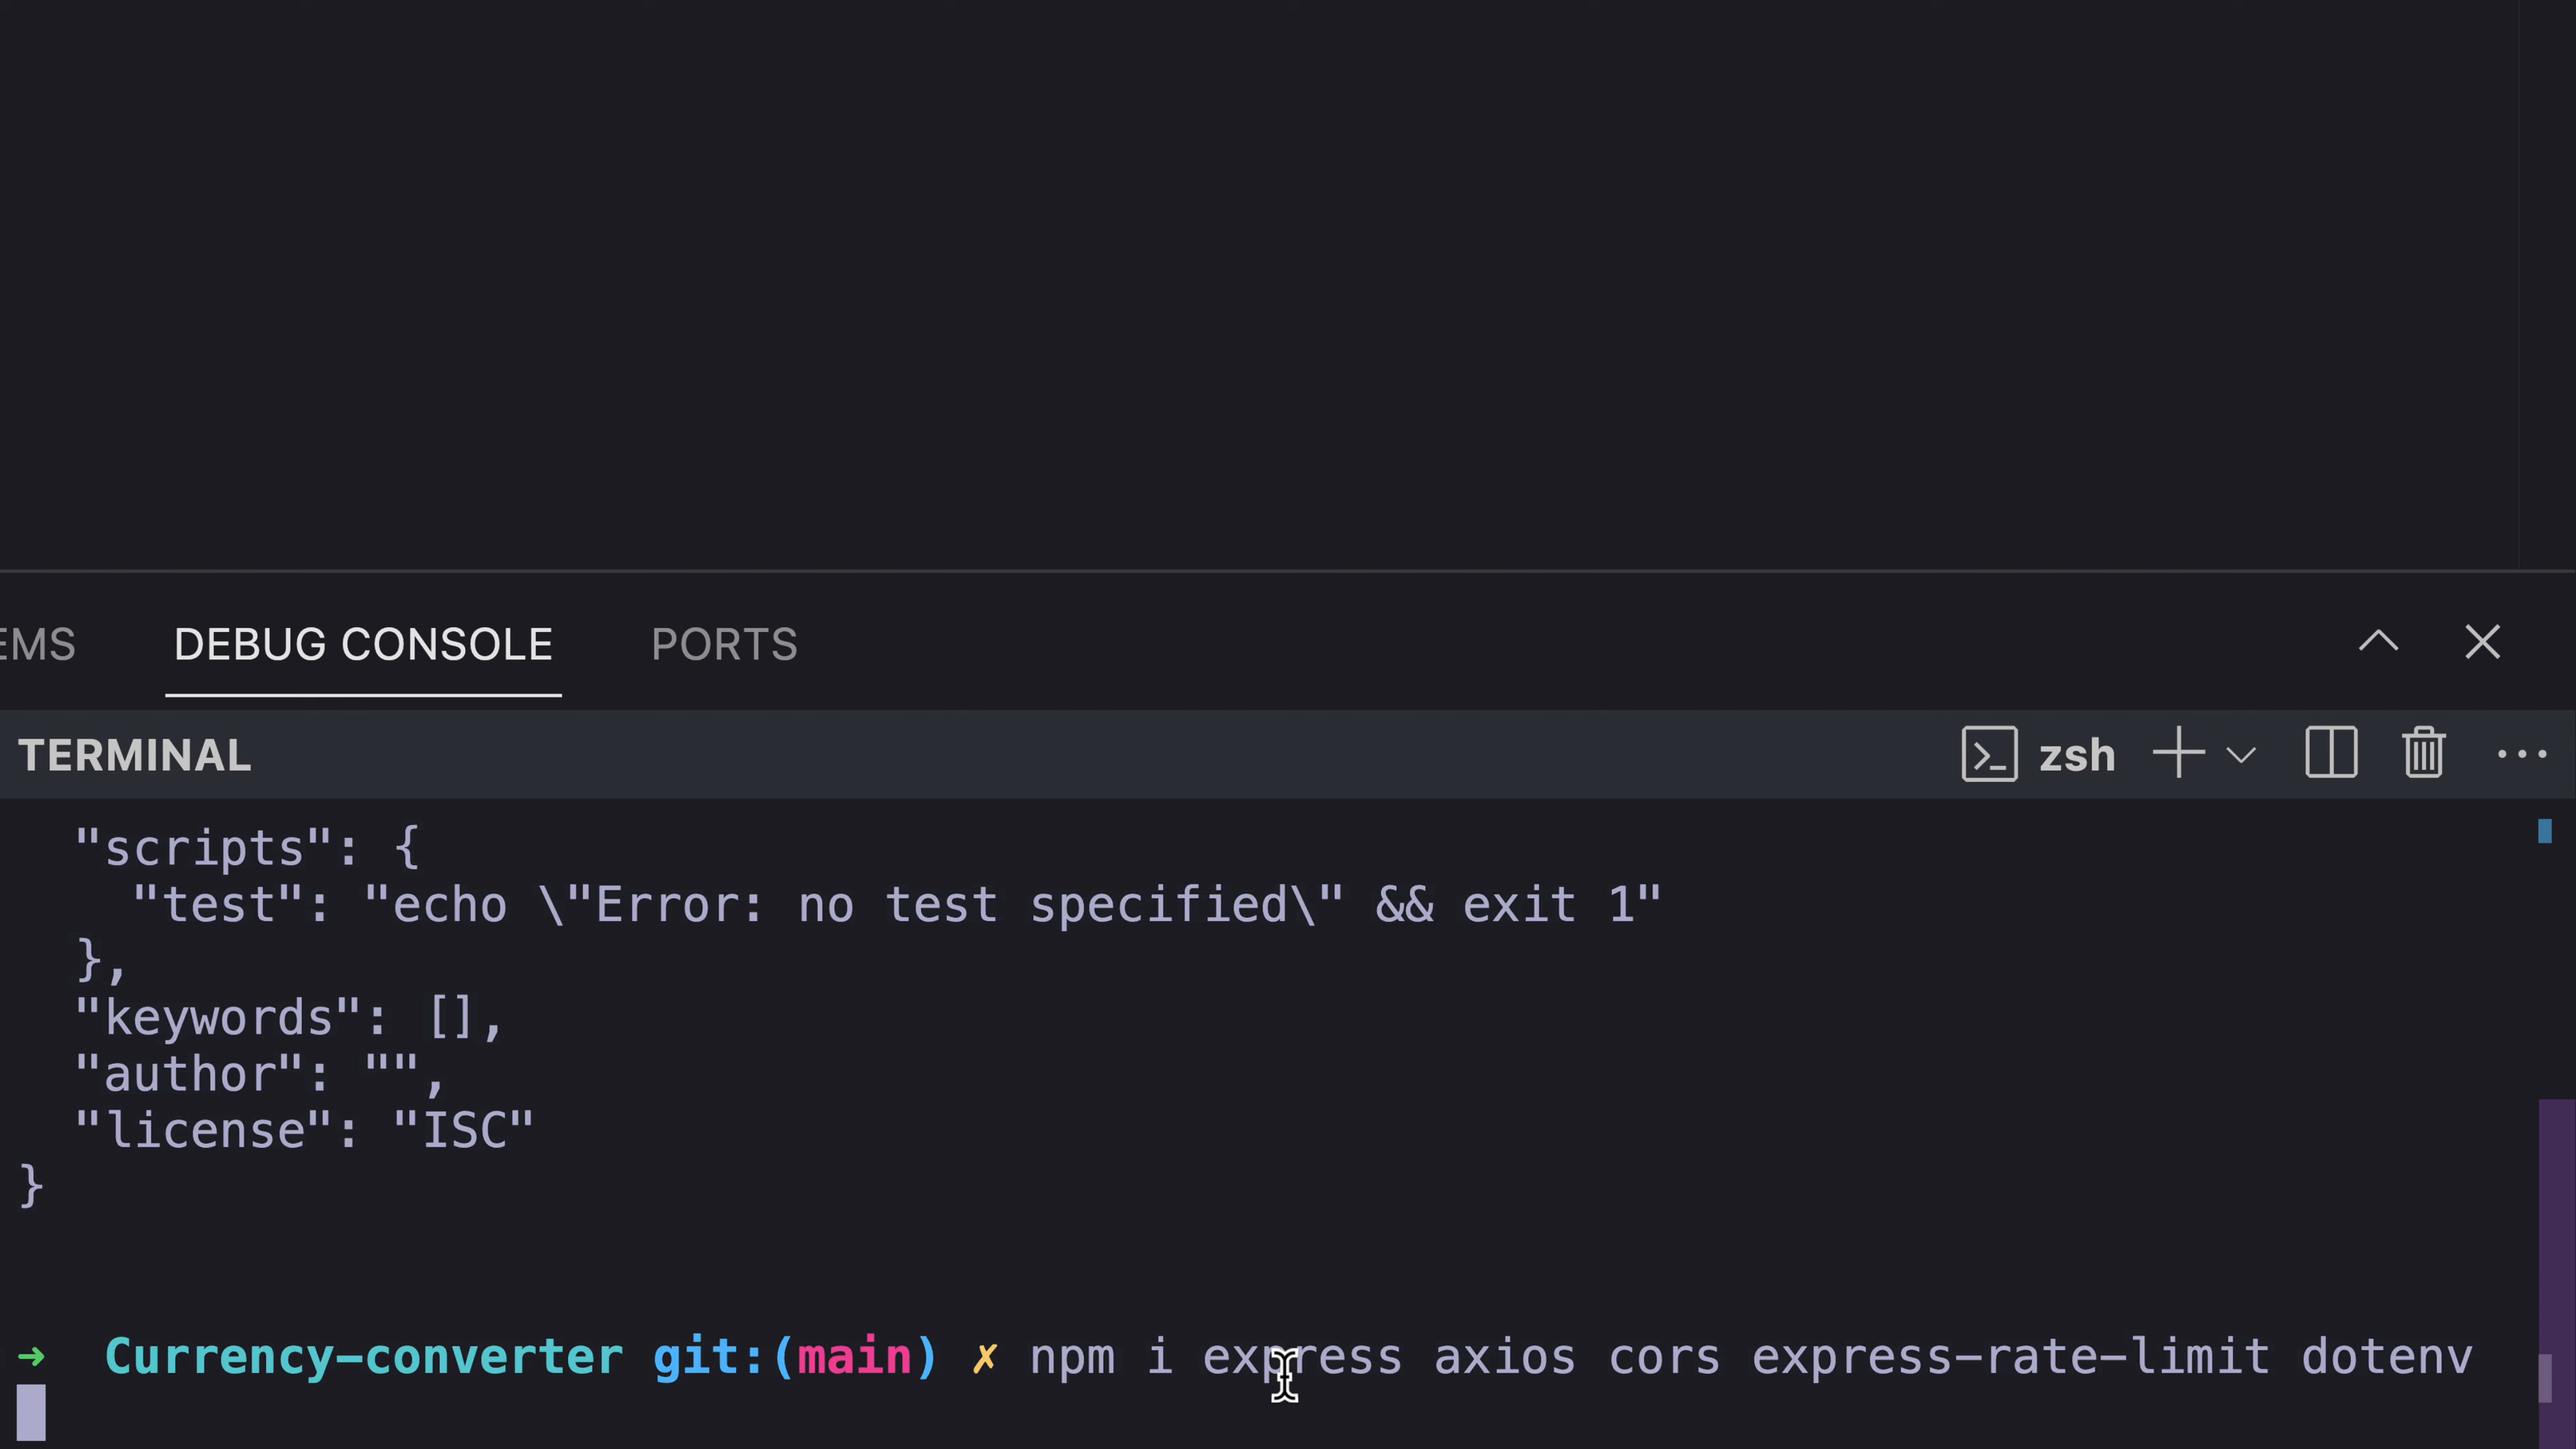 EMS DEBUG CONSOLE PORTS
TERMINAL zsh
"scripts": {
"test": "echo \"Error: no test specified\" && exit 1"
},
"keywords": [],
"author": "",
"license": "ISC"
}
➜ Currency-converter git:(main) ✗ npm i express axios cors express-rate-limit dotenv